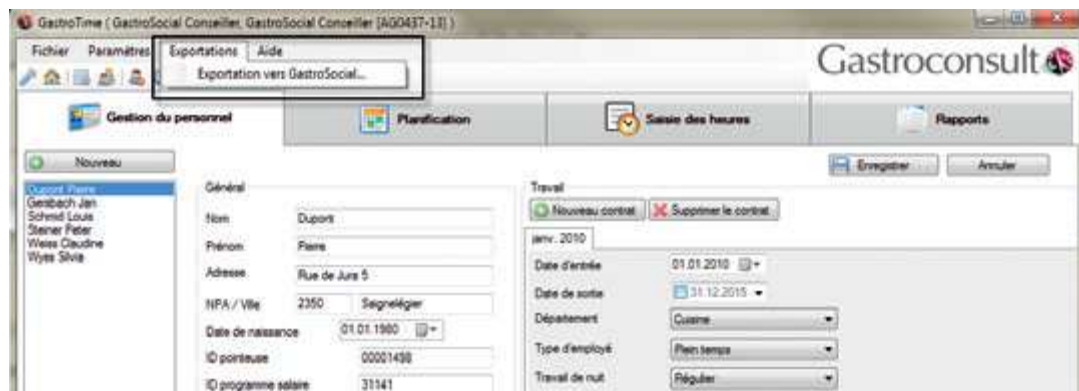 GastroTime ( GastroSocial Conseiller, GastroSocial Conseiller [AG0437-13] )
Fichier Paramètres Exportations Aide
Exportation vers GastroSocial...
Gastroconsult
Gestion du personnel Planification Saisie des heures Rapports
Nouveau Enregistrer Annuler
Dupont Pierre
Gersbach Jan
Schmid Louis
Steiner Peter
Weiss Claudine
Wyss Silvia
Général
Nom Dupont
Prénom Pierre
Adresse Rue de Jura 5
NPA / Ville 2350 Saignelégier
Date de naissance 01.01.1980
ID pointeuse 00001498
ID programme salaire 31141
Travail
Nouveau contrat Supprimer le contrat
janv. 2010
Date d'entrée 01.01.2010
Date de sortie 31.12.2015
Département Cuisine
Type d'employé Plein temps
Travail de nuit Régulier